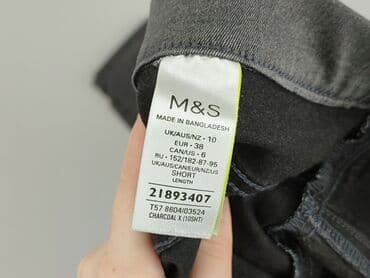 M&S
MADE IN BANGLADESH
UK/AUS/NZ • 10
EUR • 38
CAN/US • 6
RU • 152/182-87-95
UK/AUS/CAN/EUR/NZ/US
SHORT
LENGTH
21893407
T57 8604/03524
CHARCOAL X (10SHT)